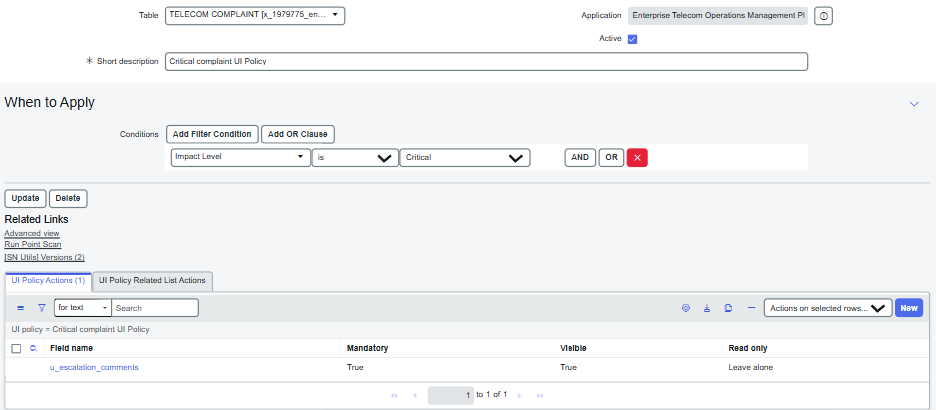 Table TELECOM COMPLAINT [x_1979775_en... Application Enterprise Telecom Operations Management Pl
Active
* Short description Critical complaint UI Policy
When to Apply
Conditions Add Filter Condition Add OR Clause
Impact Level is Critical AND OR
Update Delete
Related Links
Advanced view
Run Point Scan
[SN Utils] Versions (2)
UI Policy Actions (1) UI Policy Related List Actions
for text Search Actions on selected rows... New
UI policy = Critical complaint UI Policy
Field name Mandatory Visible Read only
u_escalation_comments True True Leave alone
1 to 1 of 1